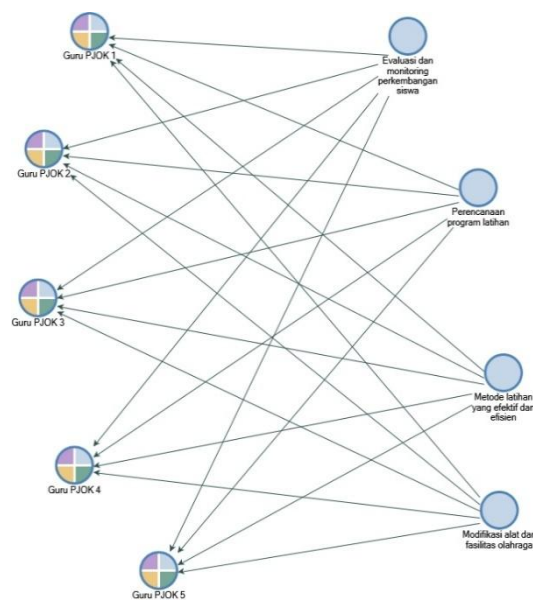 Guru PJOK 1
Evaluasi dan
monitoring
perkembangan
siswa
Guru PJOK 2
Perencanaan
program latihan
Guru PJOK 3
Metode latihan
yang efektif dan
efisien
Guru PJOK 4
Modifikasi alat dan
fasilitas olahraga
Guru PJOK 5